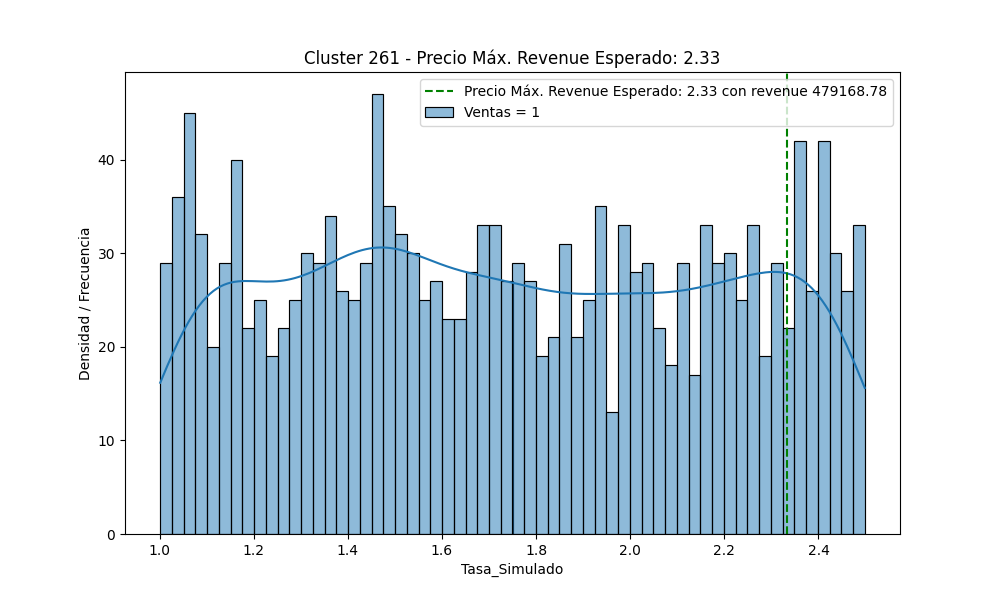 Cluster 261 - Precio Máx. Revenue Esperado: 2.33
Precio Máx. Revenue Esperado: 2.33 con revenue 479168.78
Ventas = 1
Densidad / Frecuencia
40
30
20
10
0
1.0 1.2 1.4 1.6 1.8 2.0 2.2 2.4
Tasa_Simulado